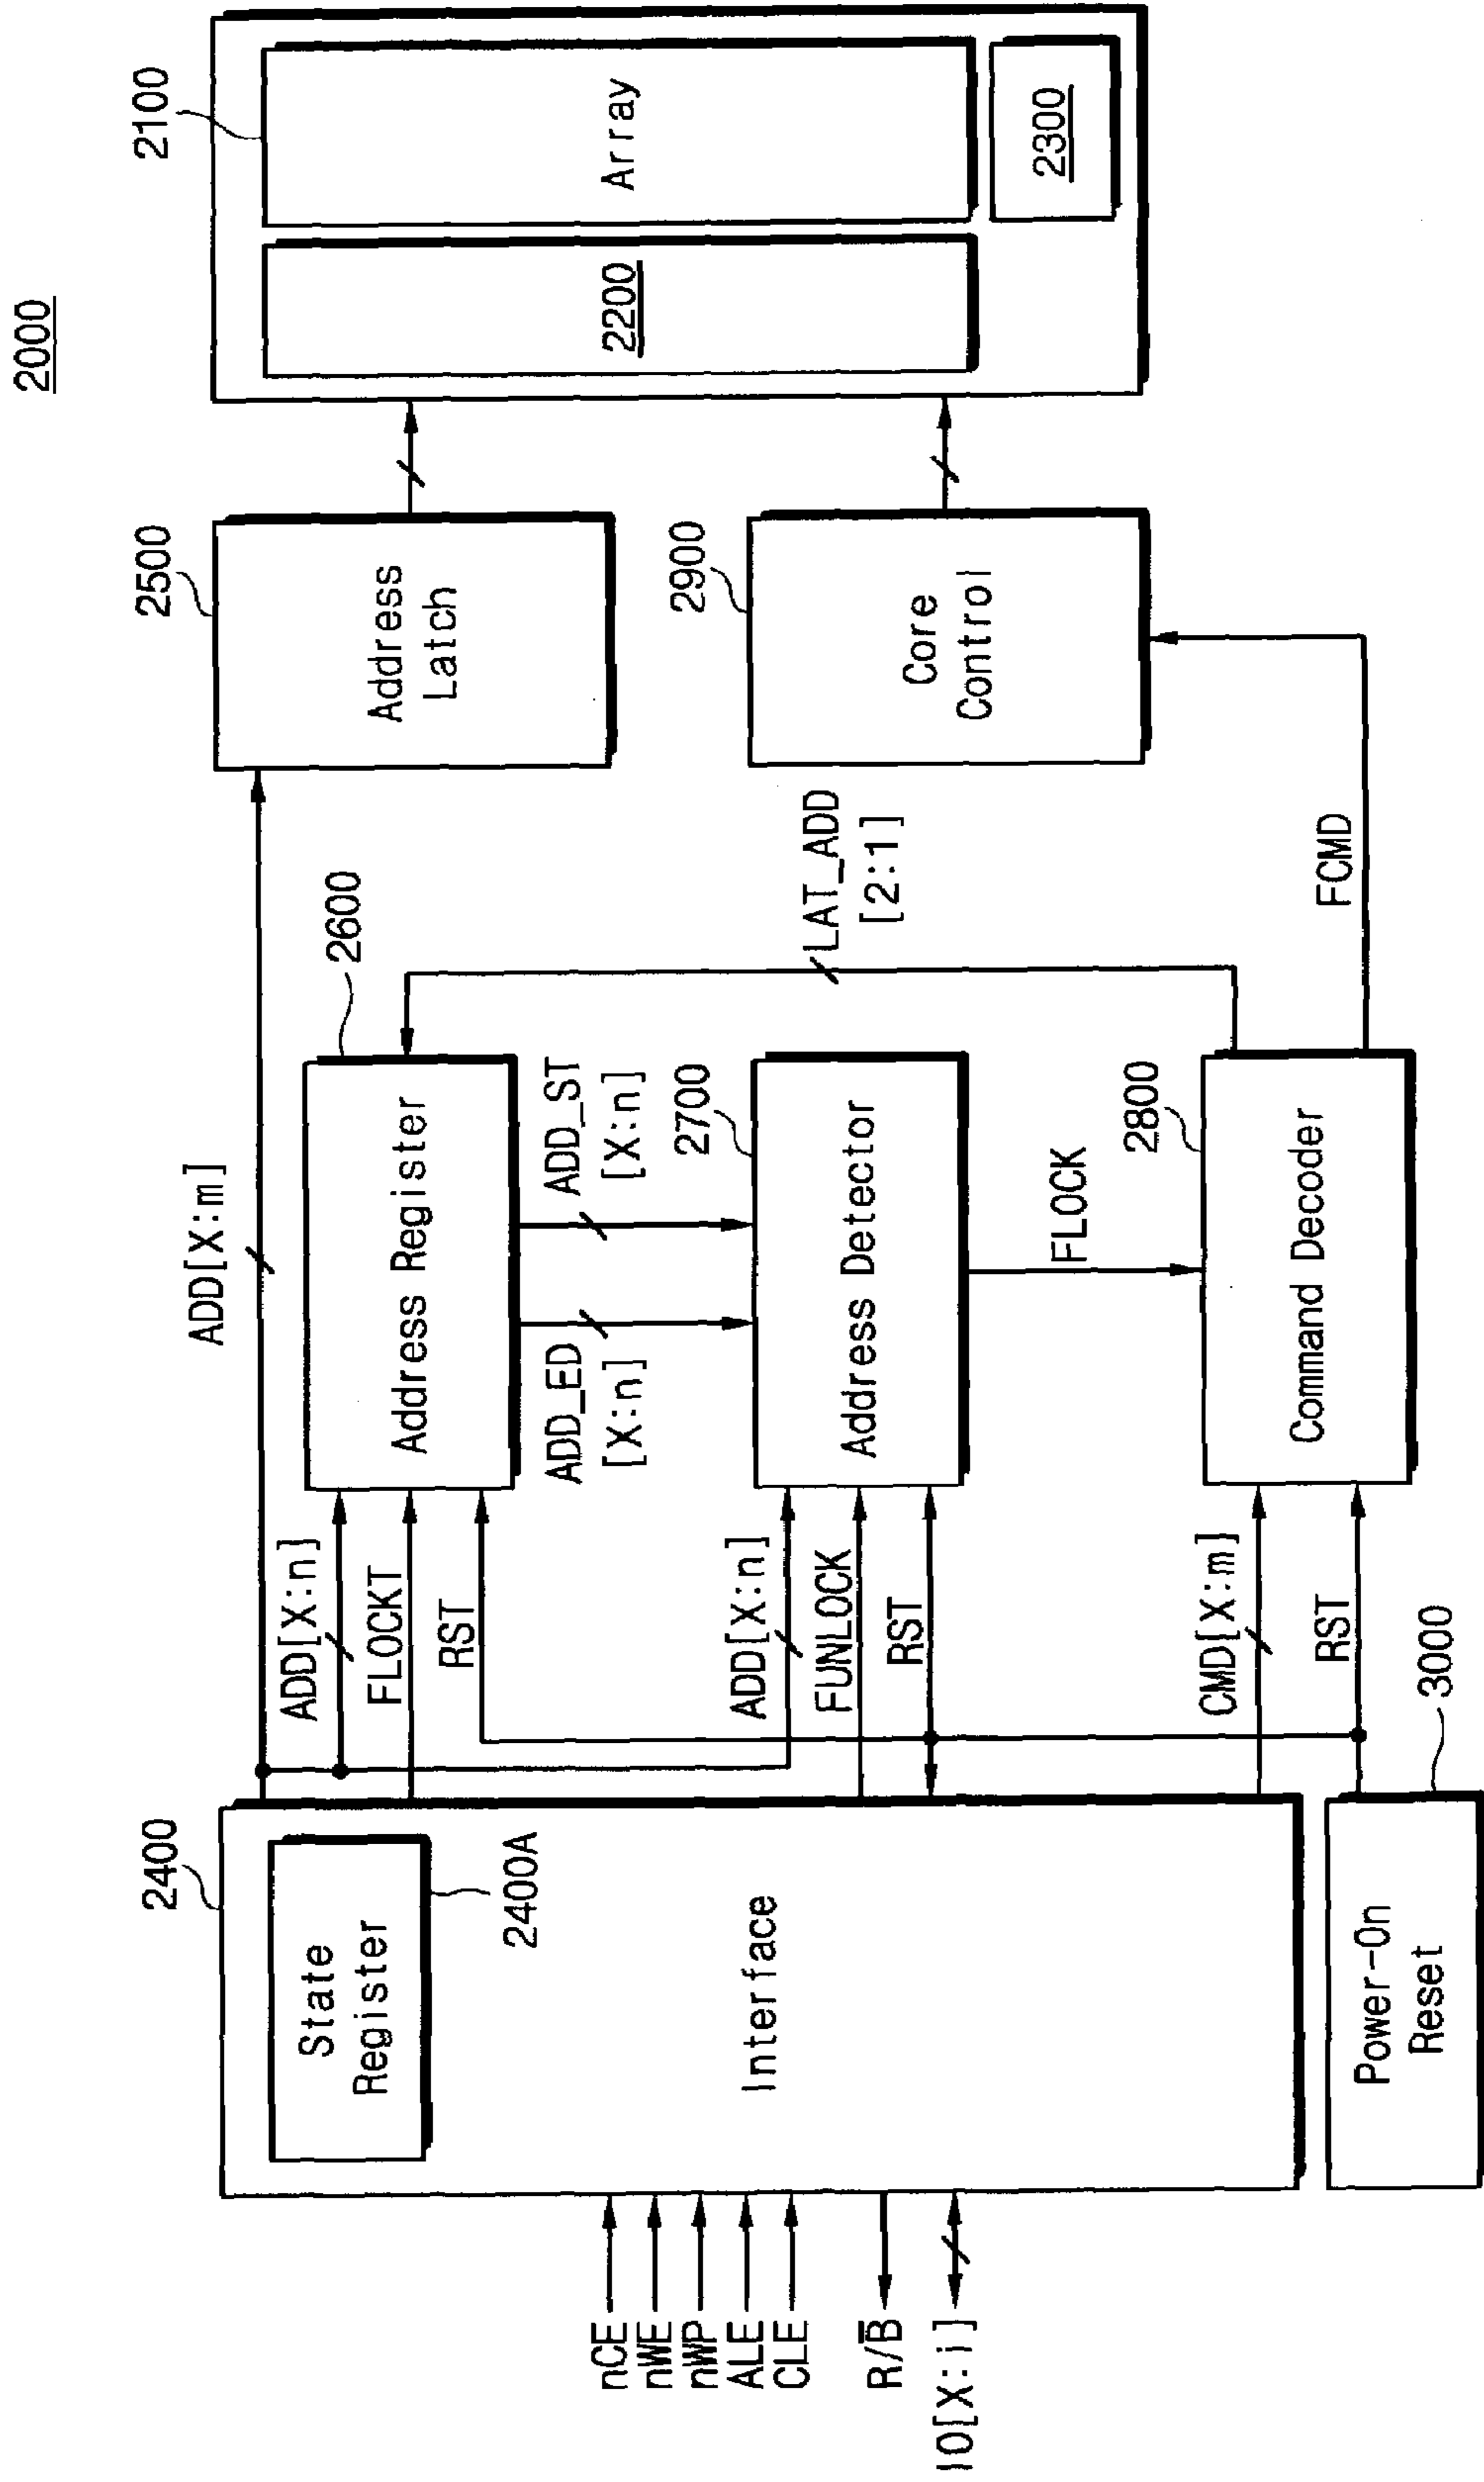 2000
nCE
nWE
nWP
ALE
CLE
R/B̅
IO[X:i]
2400
State
Register
2400A
Interface
Power-On
Reset
3000
ADD[X:m]
ADD[X:n]
FLOCKT
RST
2600
Address Register
ADD_ED
[X:n]
ADD_ST
[X:n]
ADD[X:n]
FUNLOCK
RST
2700
Address Detector
FLOCK
CMD[X:m]
RST
2800
Command Decoder
LAT_ADD
[2:1]
FCMD
2500
Address
Latch
2900
Core
Control
2100
Array
2200
2300